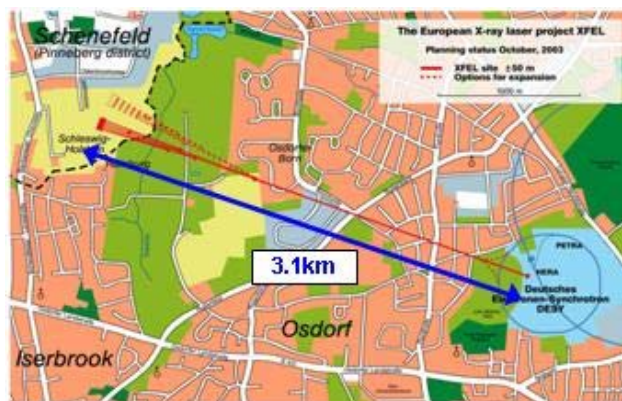 Schenefeld
(Pinneberg district)
The European X-ray laser project XFEL
Planning status October, 2003
XFEL site ±50 m
Options for expansion
1000 m
Schleswig-
Osdorfer
Born
3.1km
PETRA
HERA
Deutsches
Elektronen-Synchrotron
DESY
Osdorf
Iserbrook